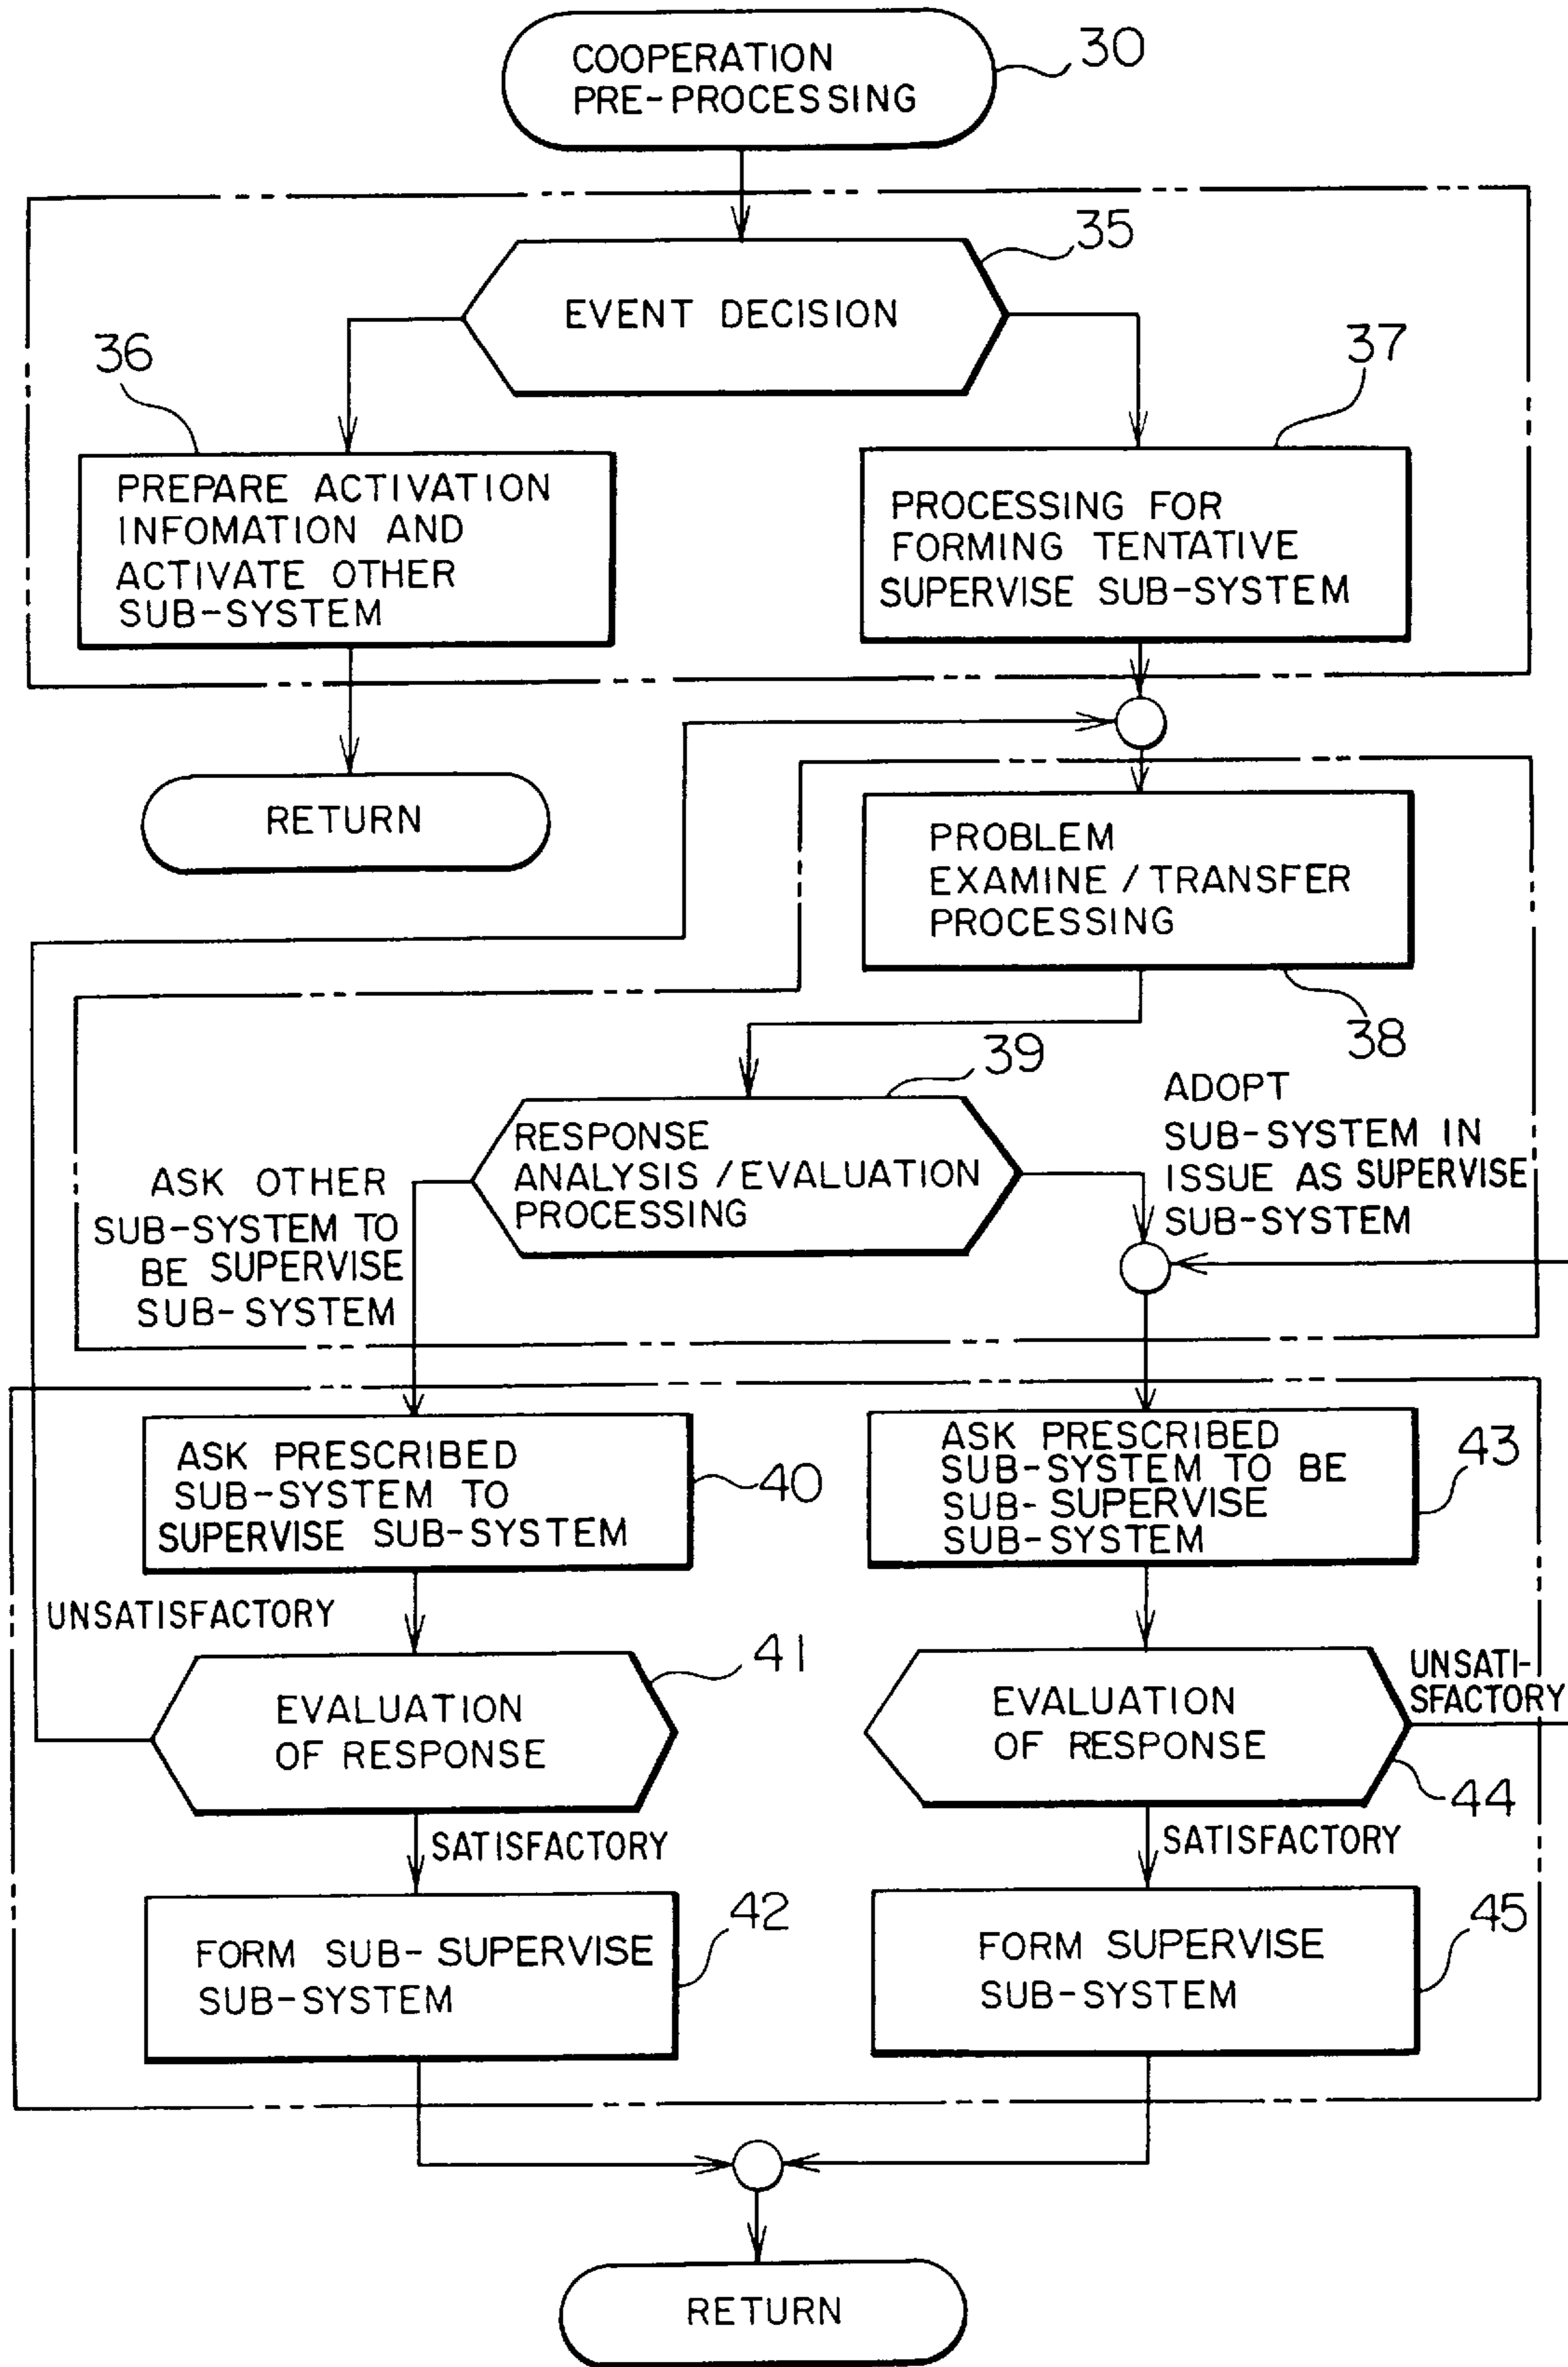 COOPERATION
PRE-PROCESSING
30
35
EVENT DECISION
36
37
PREPARE ACTIVATION
INFOMATION AND
ACTIVATE OTHER
SUB-SYSTEM
PROCESSING FOR
FORMING TENTATIVE
SUPERVISE SUB-SYSTEM
RETURN
PROBLEM
EXAMINE / TRANSFER
PROCESSING
38
39
RESPONSE
ANALYSIS / EVALUATION
PROCESSING
ADOPT
SUB-SYSTEM IN
ISSUE AS SUPERVISE
SUB-SYSTEM
ASK OTHER
SUB-SYSTEM TO
BE SUPERVISE
SUB-SYSTEM
ASK PRESCRIBED
SUB-SYSTEM TO
SUPERVISE SUB-SYSTEM
40
ASK PRESCRIBED
SUB-SYSTEM TO BE
SUB-SUPERVISE
SUB-SYSTEM
43
UNSATISFACTORY
41
EVALUATION
OF RESPONSE
EVALUATION
OF RESPONSE
UNSATI-
SFACTORY
44
SATISFACTORY
SATISFACTORY
42
FORM SUB-SUPERVISE
SUB-SYSTEM
45
FORM SUPERVISE
SUB-SYSTEM
RETURN